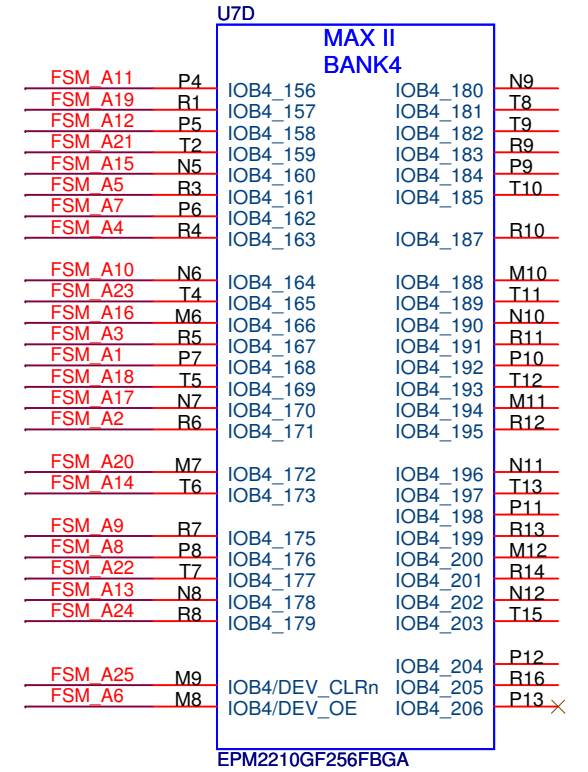 U7D
MAX II
BANK4
FSM_A11 P4 IOB4_156 IOB4_180 N9
FSM_A19 R1 IOB4_157 IOB4_181 T8
FSM_A12 P5 IOB4_158 IOB4_182 T9
FSM_A21 T2 IOB4_159 IOB4_183 R9
FSM_A15 N5 IOB4_160 IOB4_184 P9
FSM_A5 R3 IOB4_161 IOB4_185 T10
FSM_A7 P6 IOB4_162
FSM_A4 R4 IOB4_163 IOB4_187 R10
FSM_A10 N6 IOB4_164 IOB4_188 M10
FSM_A23 T4 IOB4_165 IOB4_189 T11
FSM_A16 M6 IOB4_166 IOB4_190 N10
FSM_A3 R5 IOB4_167 IOB4_191 R11
FSM_A1 P7 IOB4_168 IOB4_192 P10
FSM_A18 T5 IOB4_169 IOB4_193 T12
FSM_A17 N7 IOB4_170 IOB4_194 M11
FSM_A2 R6 IOB4_171 IOB4_195 R12
FSM_A20 M7 IOB4_172 IOB4_196 N11
FSM_A14 T6 IOB4_173 IOB4_197 T13
IOB4_198 P11
FSM_A9 R7 IOB4_175 IOB4_199 R13
FSM_A8 P8 IOB4_176 IOB4_200 M12
FSM_A22 T7 IOB4_177 IOB4_201 R14
FSM_A13 N8 IOB4_178 IOB4_202 N12
FSM_A24 R8 IOB4_179 IOB4_203 T15
IOB4_204 P12
FSM_A25 M9 IOB4/DEV_CLRn IOB4_205 R16
FSM_A6 M8 IOB4/DEV_OE IOB4_206 P13
EPM2210GF256FBGA